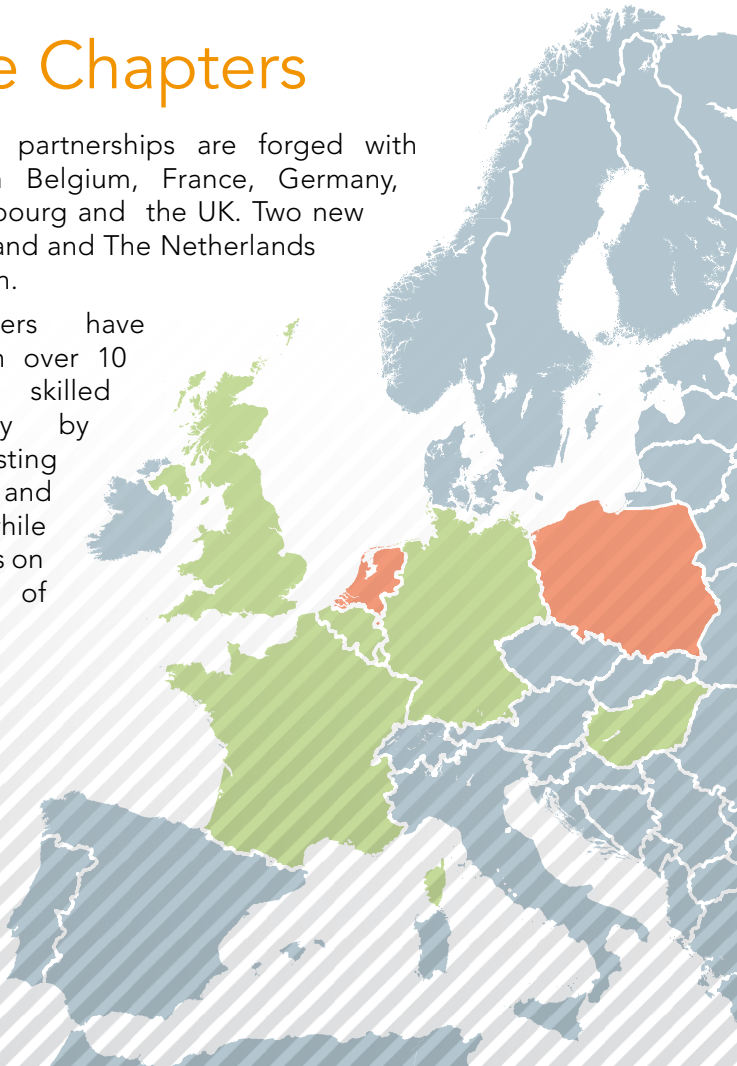 e Chapters
partnerships are forged with
Belgium, France, Germany,
bourg and the UK. Two new
and and The Netherlands
n.
ers have
over 10
skilled
y by
sting
and
hile
s on
of